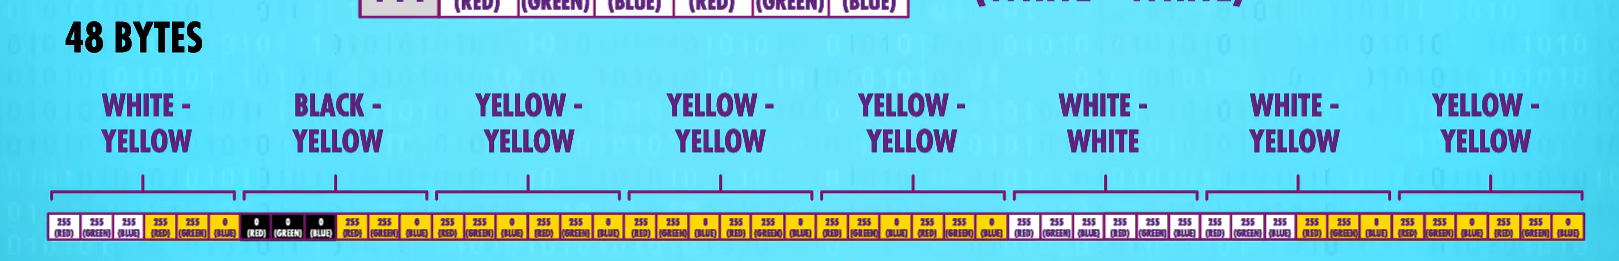 (RED) (GREEN) (BLUE) (RED) (GREEN) (BLUE)
48 BYTES
WHITE - YELLOW
BLACK - YELLOW
YELLOW - YELLOW
YELLOW - YELLOW
YELLOW - YELLOW
WHITE - WHITE
WHITE - YELLOW
YELLOW - YELLOW
255 255 255 255 255 0 0 0 0 255 255 0 255 255 0 255 255 0 255 255 0 255 255 0 255 255 0 255 255 0 255 255 255 255 255 255 255 255 255 255 255 0 255 255 0 255 255 0
(RED) (GREEN) (BLUE) (RED) (GREEN) (BLUE) (RED) (GREEN) (BLUE) (RED) (GREEN) (BLUE) (RED) (GREEN) (BLUE) (RED) (GREEN) (BLUE) (RED) (GREEN) (BLUE) (RED) (GREEN) (BLUE) (RED) (GREEN) (BLUE) (RED) (GREEN) (BLUE) (RED) (GREEN) (BLUE) (RED) (GREEN) (BLUE) (RED) (GREEN) (BLUE) (RED) (GREEN) (BLUE) (RED) (GREEN) (BLUE) (RED) (GREEN) (BLUE)